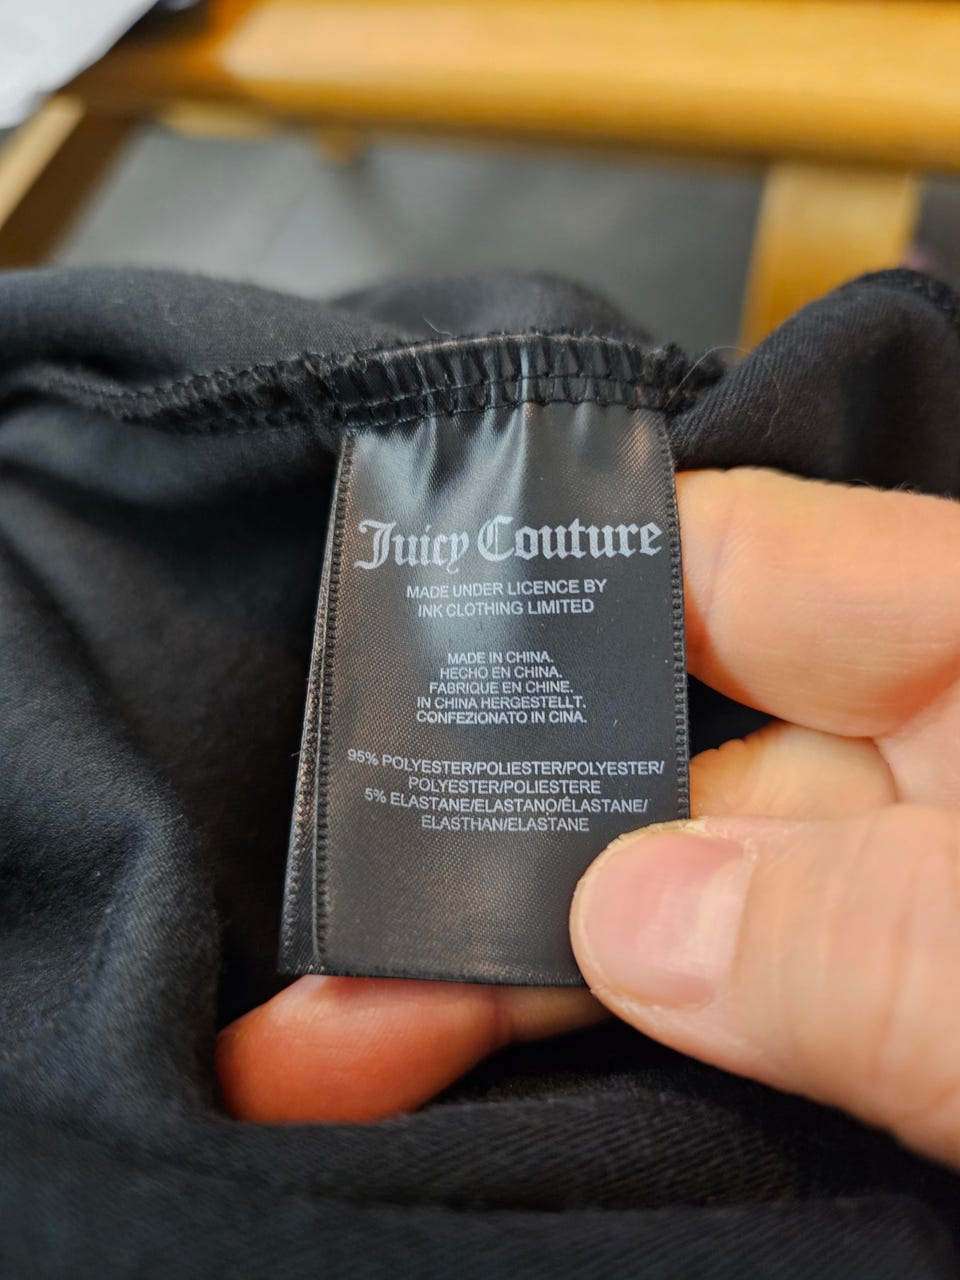 Juicy Couture
MADE UNDER LICENCE BY
INK CLOTHING LIMITED
MADE IN CHINA.
HECHO EN CHINA.
FABRIQUE EN CHINE.
IN CHINA HERGESTELLT.
CONFEZIONATO IN CINA.
95% POLYESTER/POLIESTER/POLYESTER/
POLYESTER/POLIESTERE
5% ELASTANE/ELASTANO/ÉLASTANE/
ELASTHAN/ELASTANE